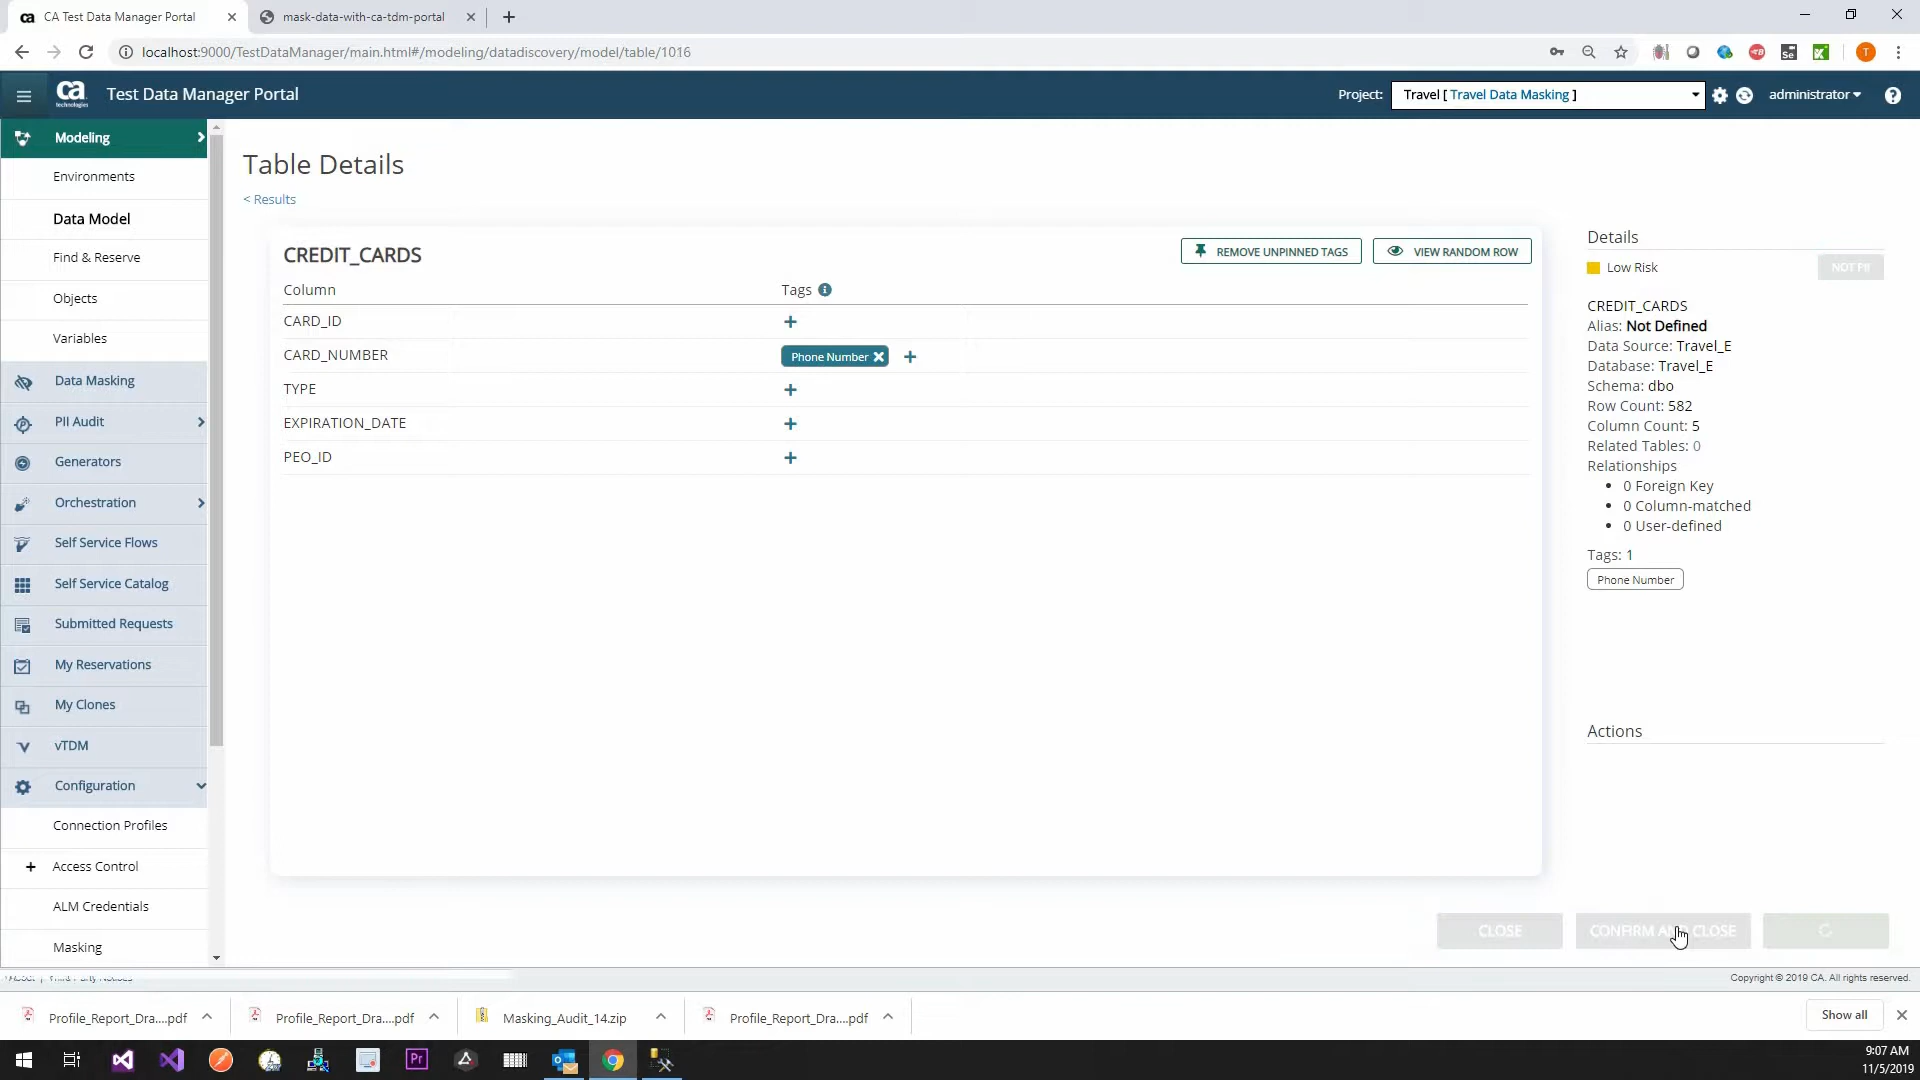 CA Test Data Manager Portal
mask-data-with-ca-tdm-portal
localhost:9000/TestDataManager/main.html#/modeling/datadiscovery/model/table/1016
T
ca technologies
Test Data Manager Portal
Project:
Travel [ Travel Data Masking ]
administrator
Modeling
Environments
Data Model
Find & Reserve
Objects
Variables
Data Masking
PII Audit
Generators
Orchestration
Self Service Flows
Self Service Catalog
Submitted Requests
My Reservations
My Clones
vTDM
Configuration
Connection Profiles
Access Control
ALM Credentials
Masking
Table Details
< Results
CREDIT_CARDS
REMOVE UNPINNED TAGS
VIEW RANDOM ROW
Column
Tags
CARD_ID
CARD_NUMBER
Phone Number
TYPE
EXPIRATION_DATE
PEO_ID
Details
Low Risk
NOT PII
CREDIT_CARDS
Alias: Not Defined
Data Source: Travel_E
Database: Travel_E
Schema: dbo
Row Count: 582
Column Count: 5
Related Tables: 0
Relationships
0 Foreign Key
0 Column-matched
0 User-defined
Tags: 1
Phone Number
Actions
CLOSE
CONFIRM AND CLOSE
Copyright © 2019 CA. All rights reserved.
Profile_Report_Dra....pdf
Profile_Report_Dra....pdf
Masking_Audit_14.zip
Profile_Report_Dra....pdf
Show all
Pr
9:07 AM
11/5/2019